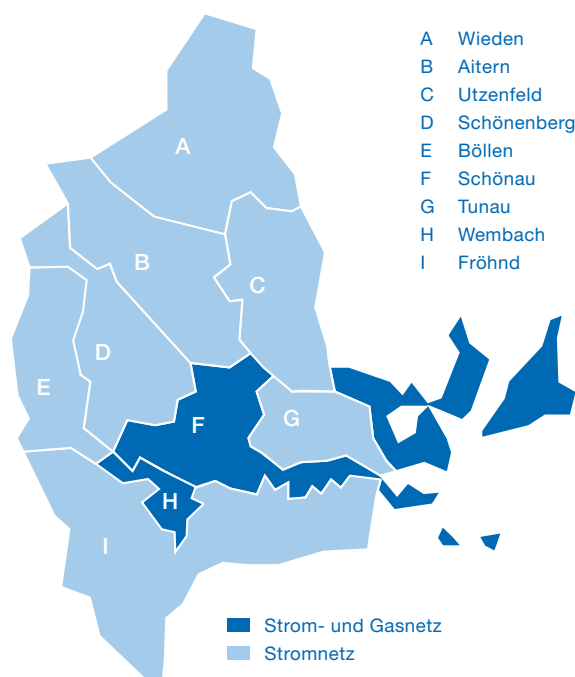 A Wieden
B Aitern
C Utzenfeld
D Schönenberg
E Böllen
F Schönau
G Tunau
H Wembach
I Fröhnd
A
B
C
D
E
F
G
H
I
Strom- und Gasnetz
Stromnetz